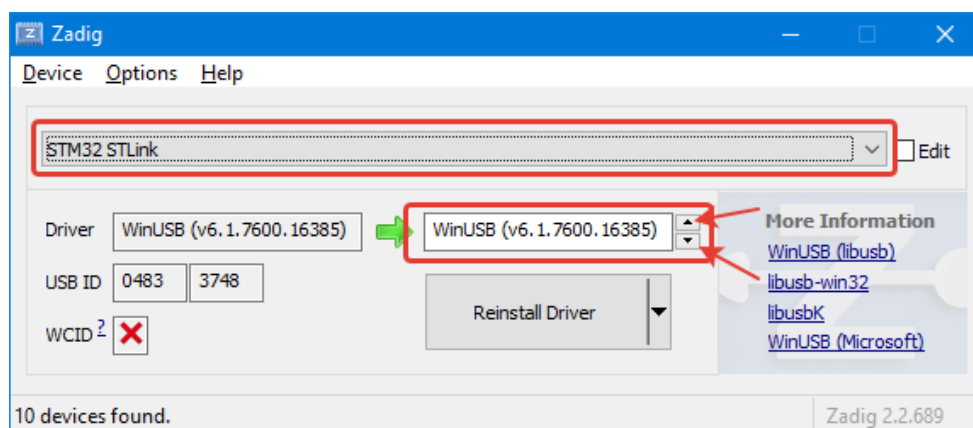 Zadig
Device Options Help
STM32 STLink
Edit
Driver WinUSB (v6.1.7600.16385) WinUSB (v6.1.7600.16385)
USB ID 0483 3748
WCID ?
Reinstall Driver
More Information
WinUSB (libusb)
libusb-win32
libusbK
WinUSB (Microsoft)
10 devices found.
Zadig 2.2.689